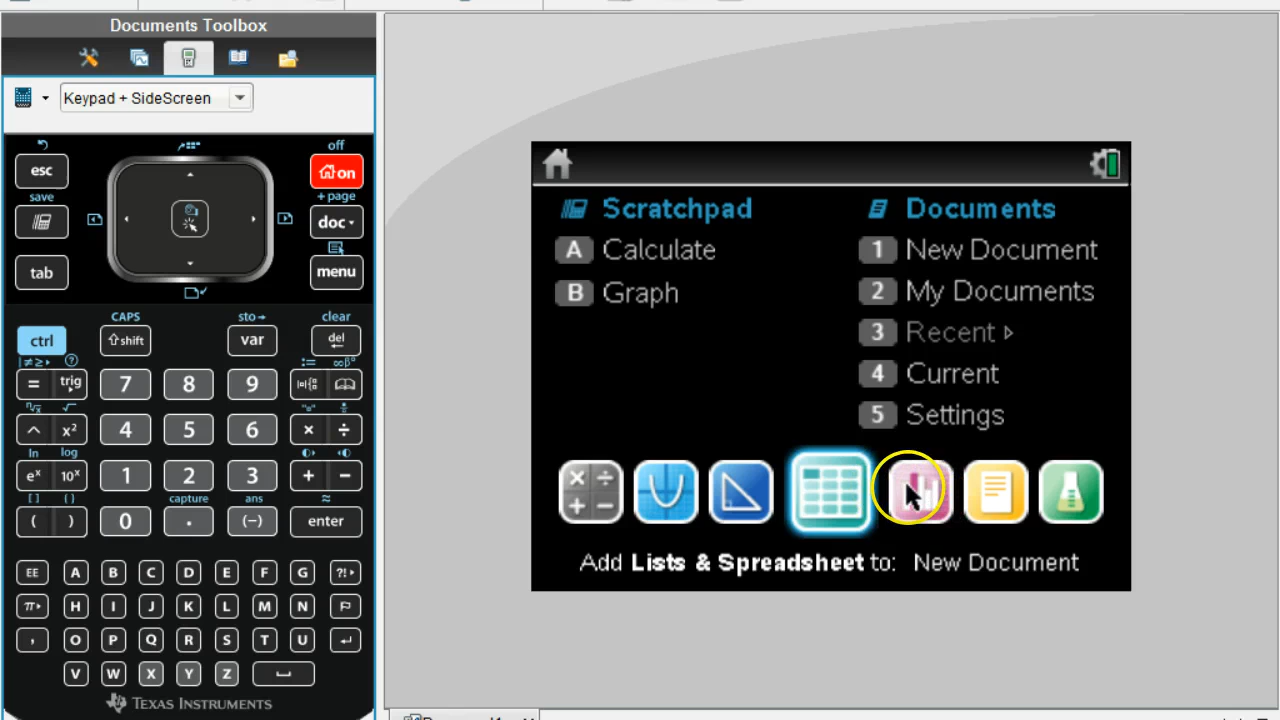 Documents Toolbox
Keypad + SideScreen
off
esc
on
save
+ page
doc
tab
menu
CAPS
sto→
clear
ctrl
shift
var
del
|≠≥▸
:=
∞β°
=
trig
7
8
9
|□|{
ⁿ√x
√
"□"
^
x²
4
5
6
×
÷
ln
log
eˣ
10ˣ
1
2
3
+
−
[ ]
{ }
capture
ans
≈
(
)
0
.
(−)
enter
EE
A
B
C
D
E
F
G
?!▸
π▸
H
I
J
K
L
M
N
,
O
P
Q
R
S
T
U
V
W
X
Y
Z
TEXAS INSTRUMENTS
Scratchpad
A Calculate
B Graph
Documents
1 New Document
2 My Documents
3 Recent ▷
4 Current
5 Settings
Add Lists & Spreadsheet to: New Document